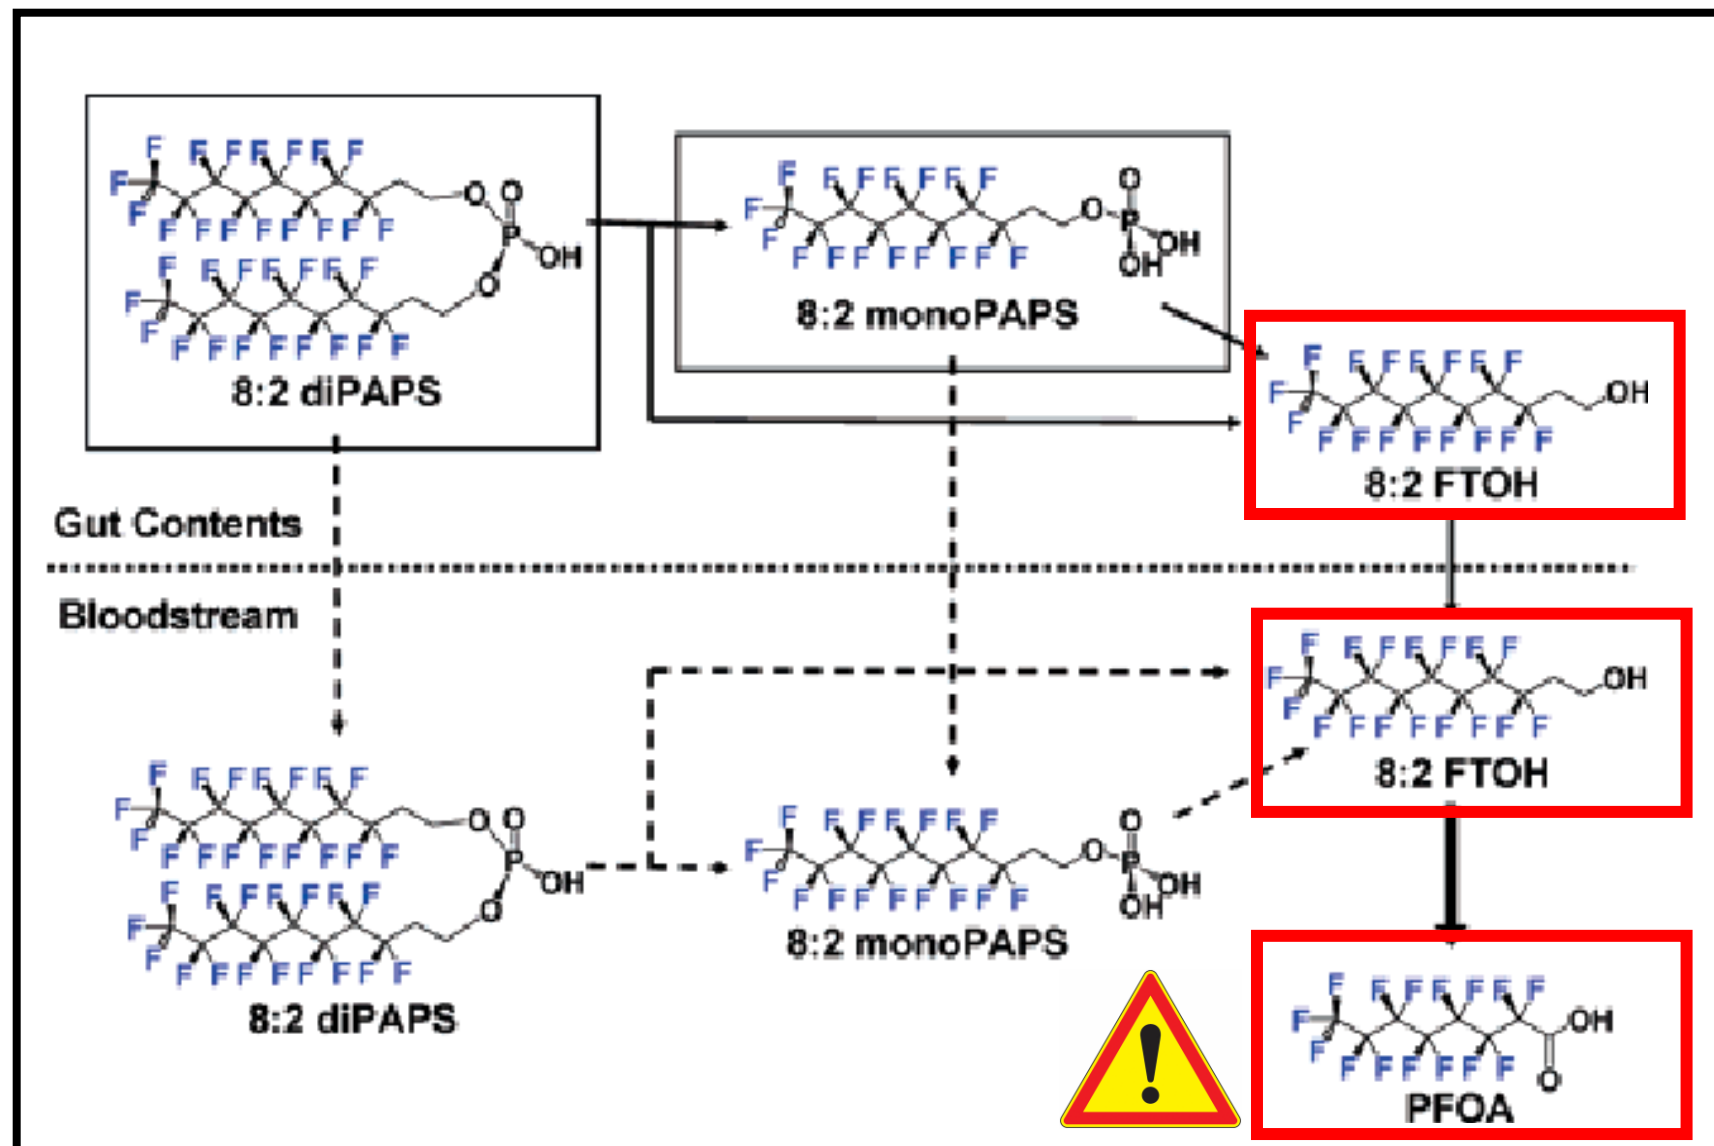 8:2 diPAPS
8:2 monoPAPS
8:2 FTOH
Gut Contents
Bloodstream
8:2 FTOH
8:2 diPAPS
8:2 monoPAPS
PFOA